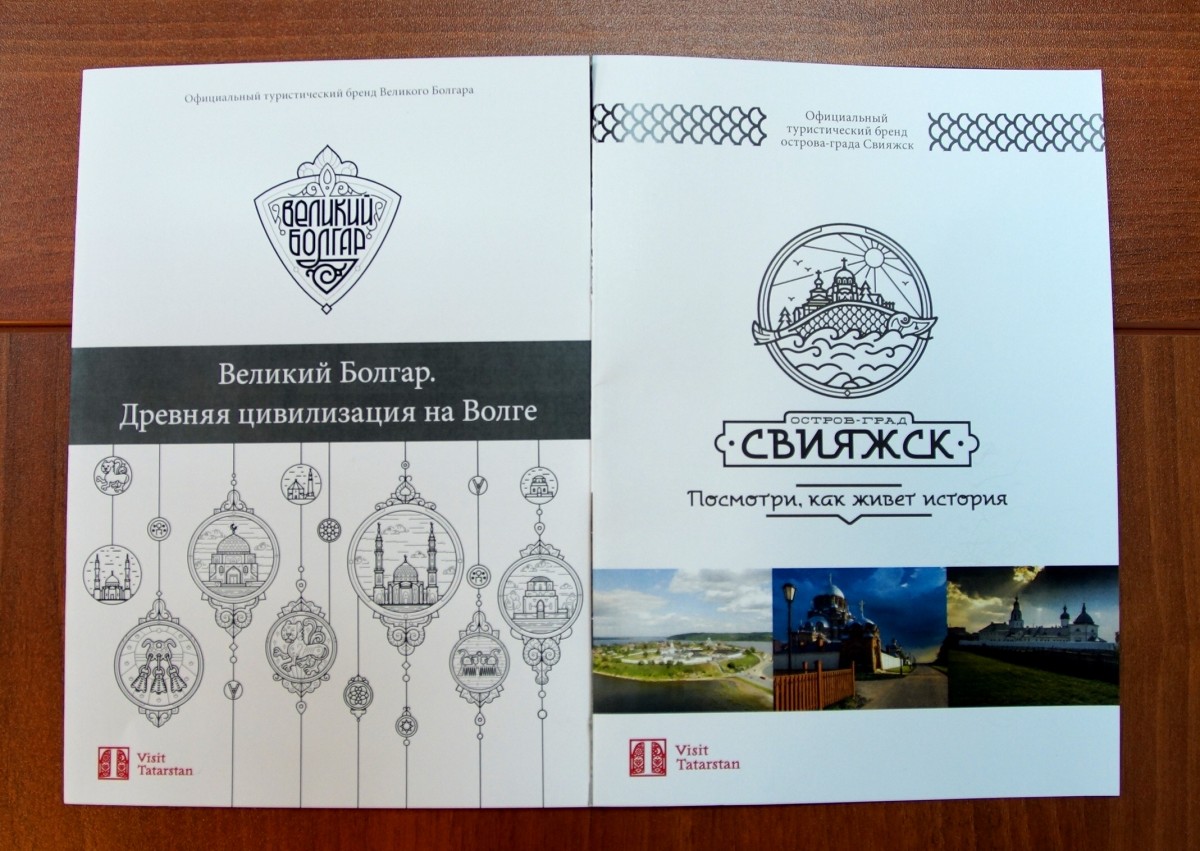 Официальный туристический бренд Великого Болгара
ВЕЛИКИЙ
БОЛГАР
Великий Болгар.
Древняя цивилизация на Волге
Visit
Tatarstan
Официальный
туристический бренд
острова-града Свияжск
ОСТРОВ-ГРАД
СВИЯЖСК
Посмотри, как живет история
Visit
Tatarstan